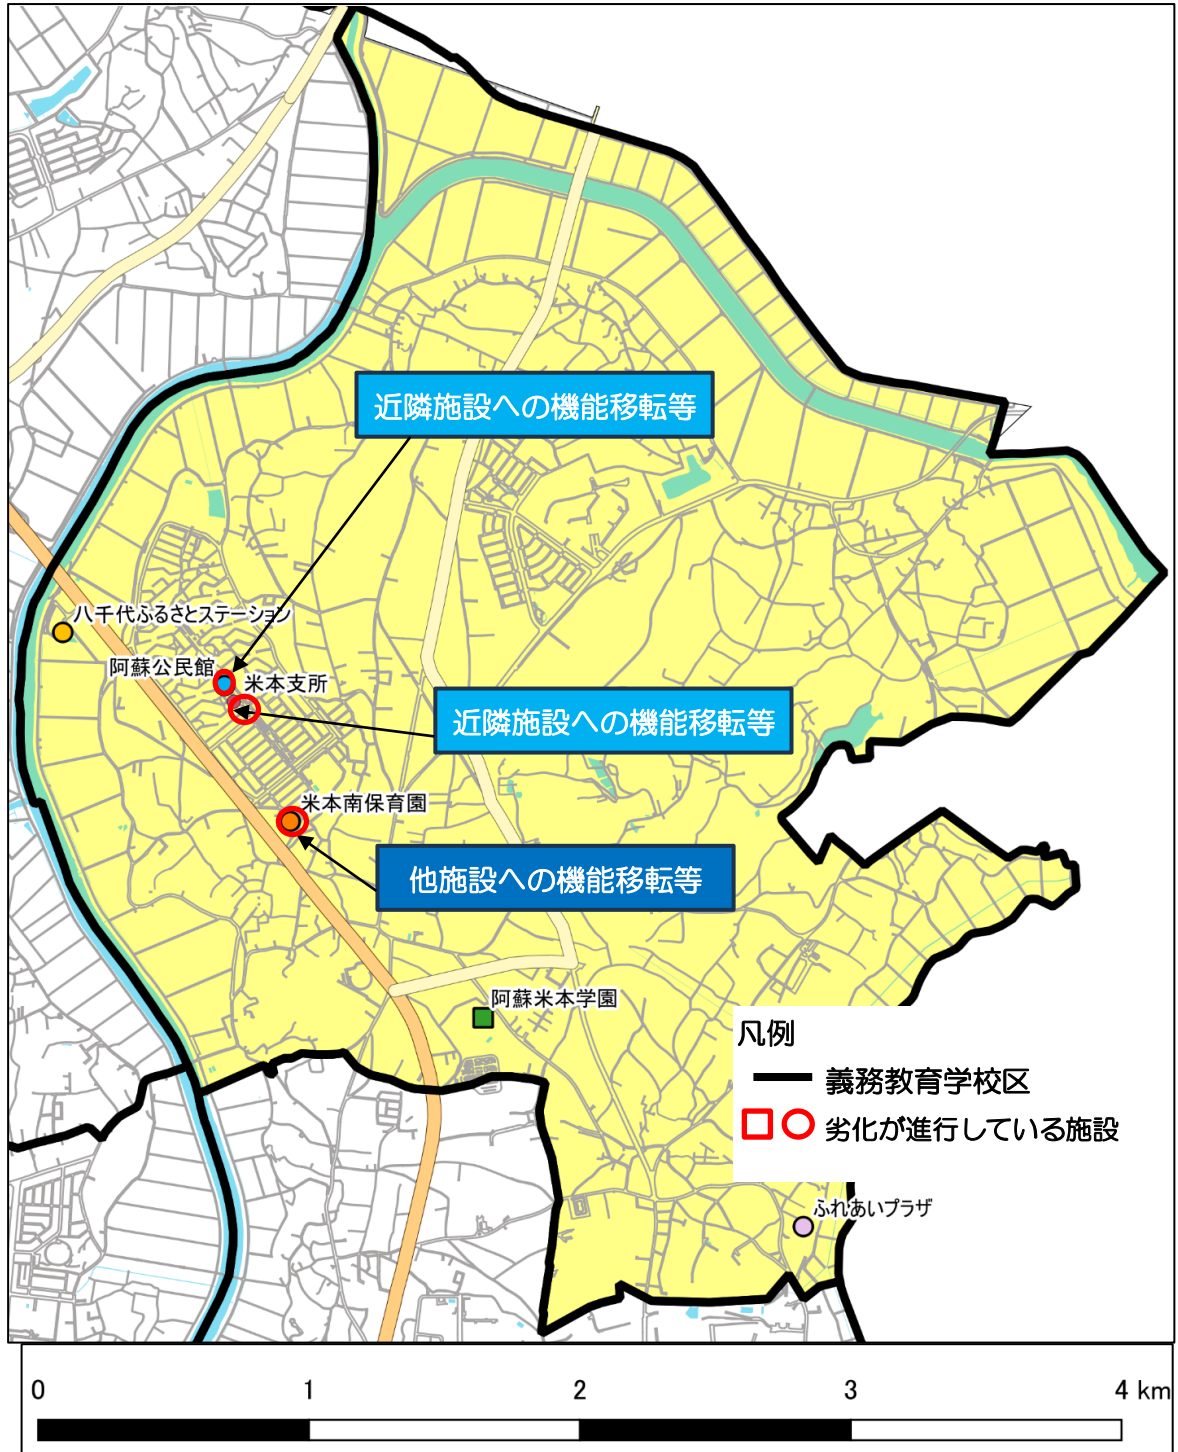 近隣施設への機能移転等
八千代ふるさとステーション
阿蘇公民館
米本支所
近隣施設への機能移転等
米本南保育園
他施設への機能移転等
阿蘇米本学園
凡例
義務教育学校区
劣化が進行している施設
ふれあいプラザ
0 1 2 3 4 km